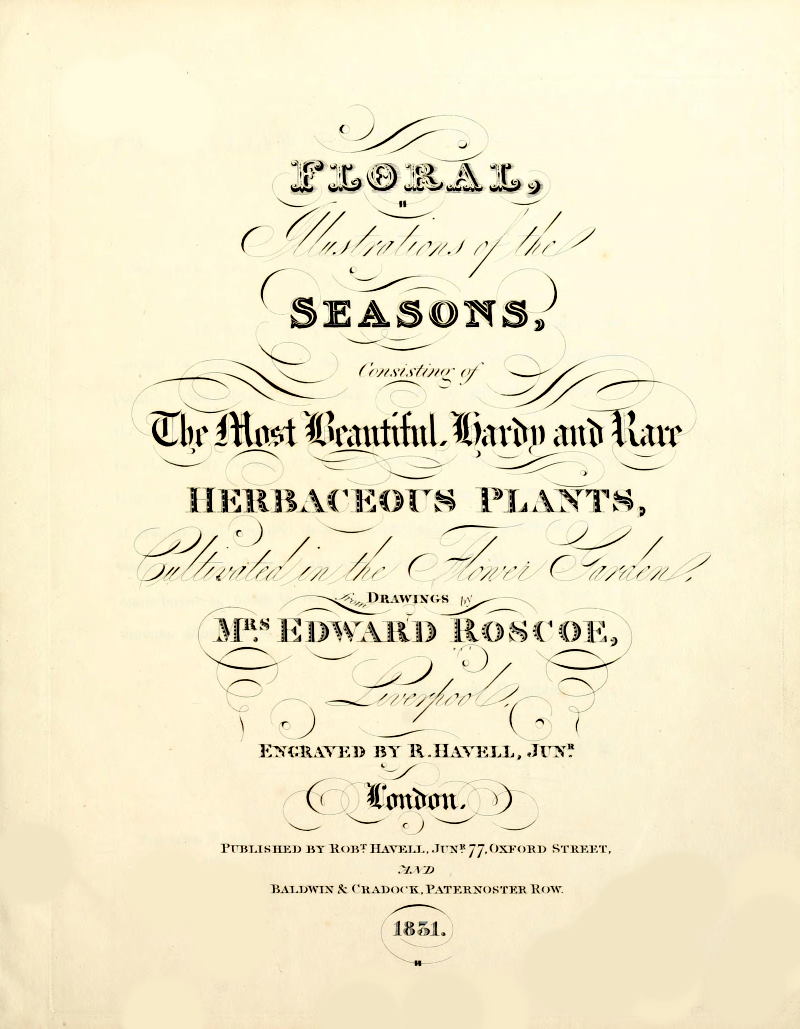 FLORAL,
Illustrations of the
SEASONS,
Consisting of
The Most Beautiful, Hardy and Rare
HERBACEOUS PLANTS,
Cultivated in the Flower Garden,
from DRAWINGS by
MRS. EDWARD ROSCOE,
Liverpool.
ENGRAVED BY R. HAVELL, JUNR.
London.
PUBLISHED BY ROBT. HAVELL, JUNR. 77, OXFORD STREET,
AND
BALDWIN & CRADOCK, PATERNOSTER ROW.
1831.